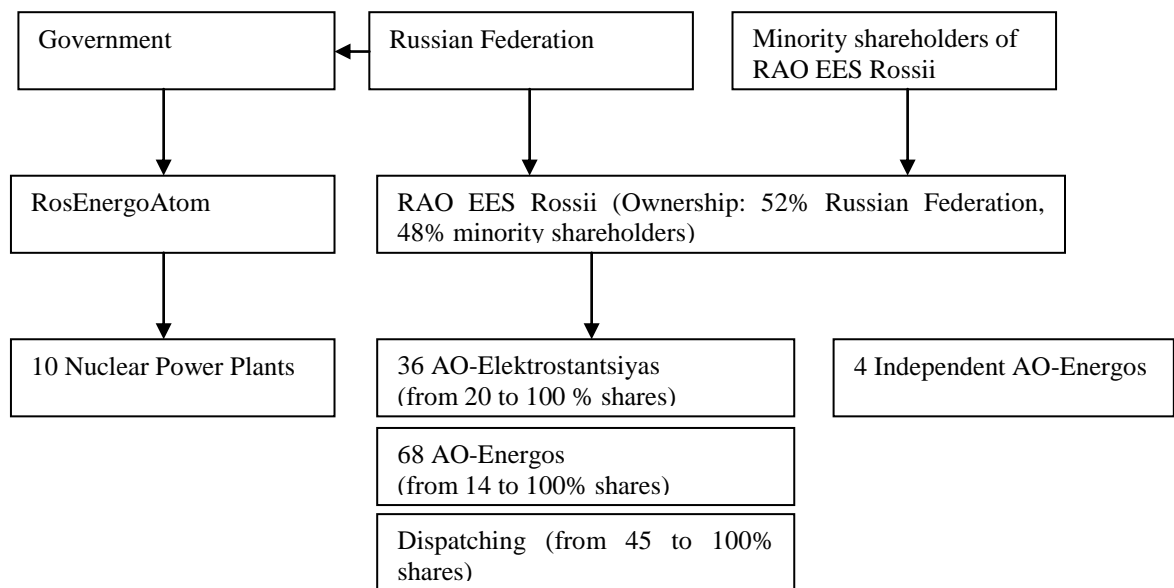 Government
Russian Federation
Minority shareholders of
RAO EES Rossii
RosEnergoAtom
RAO EES Rossii (Ownership: 52% Russian Federation,
48% minority shareholders)
10 Nuclear Power Plants
36 AO-Elektrostantsiyas
(from 20 to 100 % shares)
4 Independent AO-Energos
68 AO-Energos
(from 14 to 100% shares)
Dispatching (from 45 to 100%
shares)